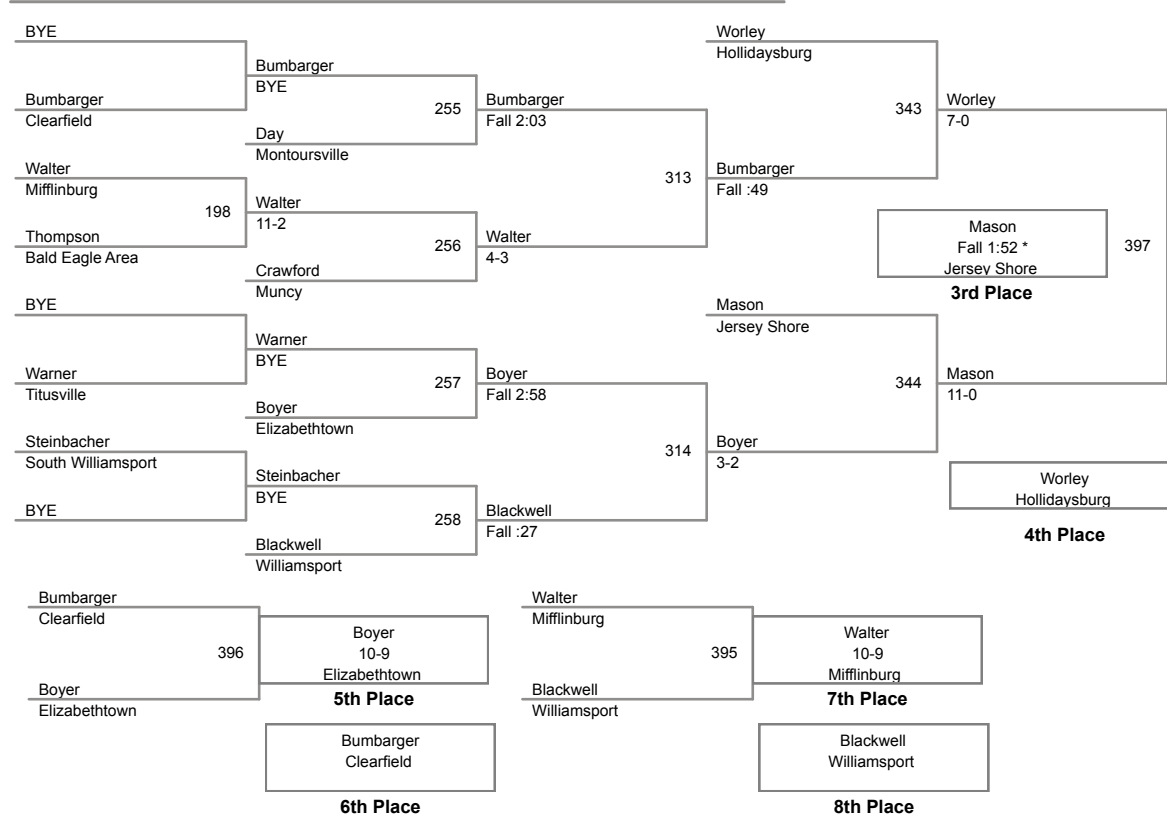 BYE
Worley
Hollidaysburg
Bumbarger
BYE
Bumbarger
Clearfield
255
Bumbarger
Fall 2:03
343
Worley
7-0
Day
Montoursville
Walter
Mifflinburg
313
Bumbarger
Fall :49
198
Walter
11-2
Thompson
Bald Eagle Area
256
Walter
4-3
Mason
Fall 1:52 *
Jersey Shore
397
3rd Place
Crawford
Muncy
BYE
Mason
Jersey Shore
Warner
BYE
Warner
Titusville
257
Boyer
Fall 2:58
344
Mason
11-0
Boyer
Elizabethtown
Steinbacher
South Williamsport
314
Boyer
3-2
Steinbacher
BYE
Worley
Hollidaysburg
4th Place
BYE
258
Blackwell
Fall :27
Blackwell
Williamsport
Bumbarger
Clearfield
396
Boyer
10-9
Elizabethtown
5th Place
Boyer
Elizabethtown
Bumbarger
Clearfield
6th Place
Walter
Mifflinburg
395
Walter
10-9
Mifflinburg
7th Place
Blackwell
Williamsport
Blackwell
Williamsport
8th Place